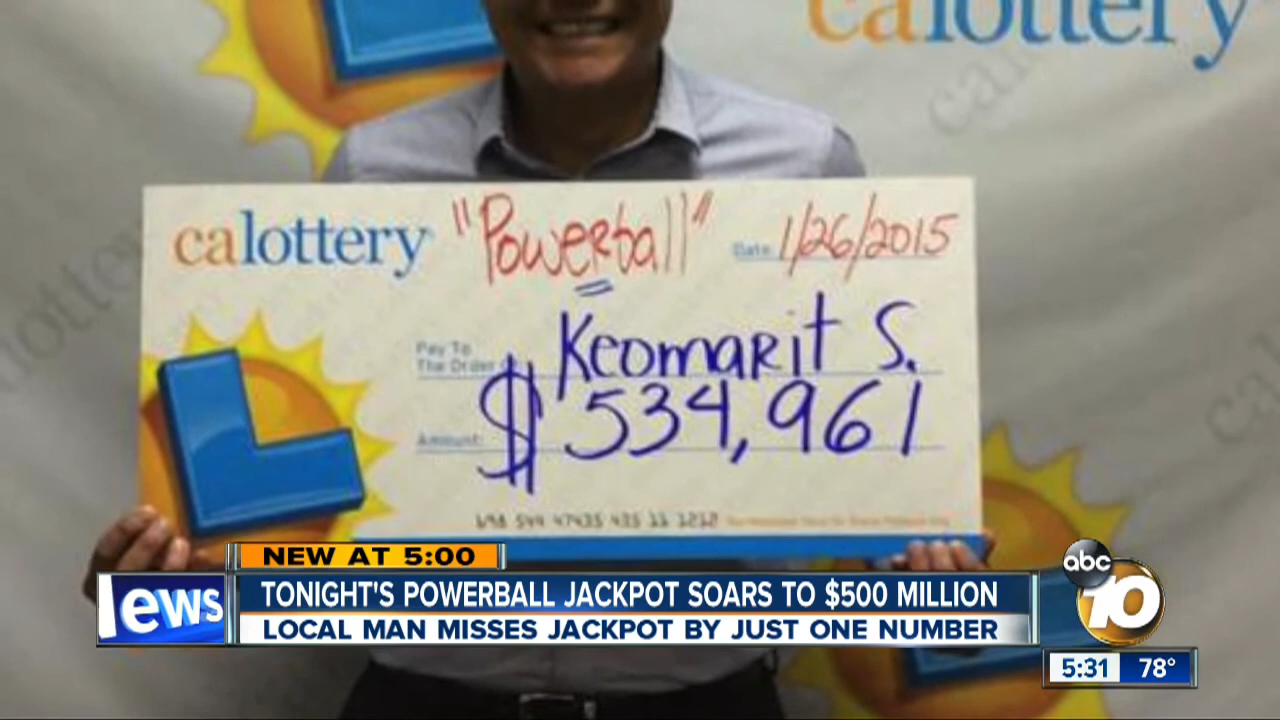 calottery
calottery "Powerball" Date: 1/26/2015
Pay To
The Order
Keomarit S.
Amount: $534,961
NEW AT 5:00
TONIGHT'S POWERBALL JACKPOT SOARS TO $500 MILLION
LOCAL MAN MISSES JACKPOT BY JUST ONE NUMBER
ews
abc
10
5:31 78°